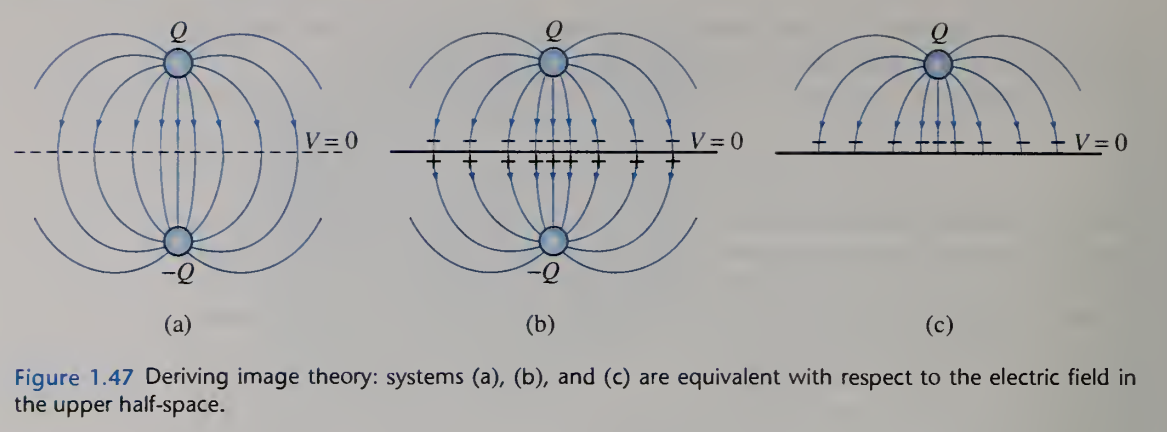 Q
V = 0
-Q
(a)
Q
V = 0
-Q
(b)
Q
V = 0
(c)
Figure 1.47 Deriving image theory: systems (a), (b), and (c) are equivalent with respect to the electric field in
the upper half-space.